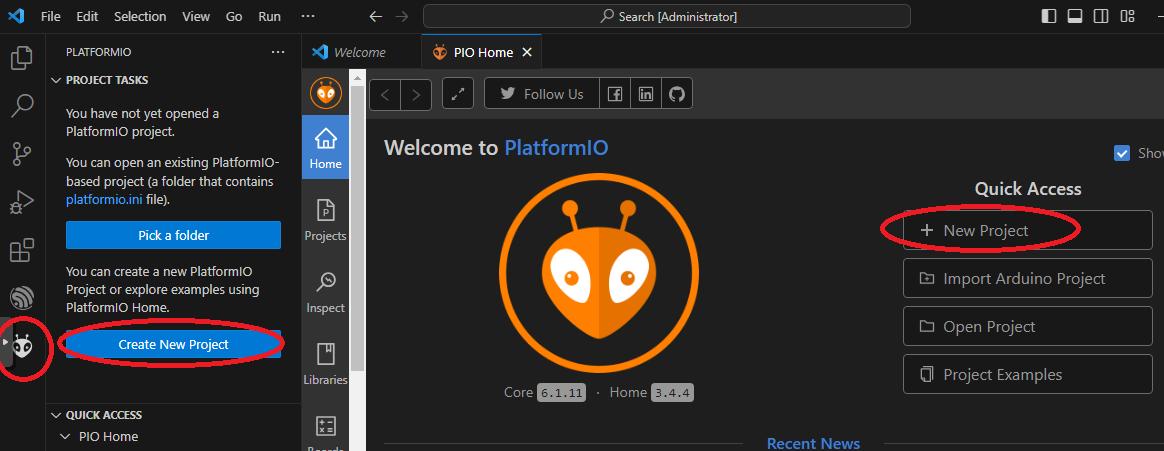 File Edit Selection View Go Run ··· Search [Administrator]
PLATFORMIO ···
Welcome PIO Home
PROJECT TASKS
You have not yet opened a
PlatformIO project.
You can open an existing PlatformIO-
based project (a folder that contains
platformio.ini file).
Pick a folder
You can create a new PlatformIO
Project or explore examples using
PlatformIO Home.
Create New Project
QUICK ACCESS
PIO Home
Home
Projects
Inspect
Libraries
Boards
Follow Us
Welcome to PlatformIO
Core 6.1.11 · Home 3.4.4
Quick Access
+ New Project
Import Arduino Project
Open Project
Project Examples
Recent News